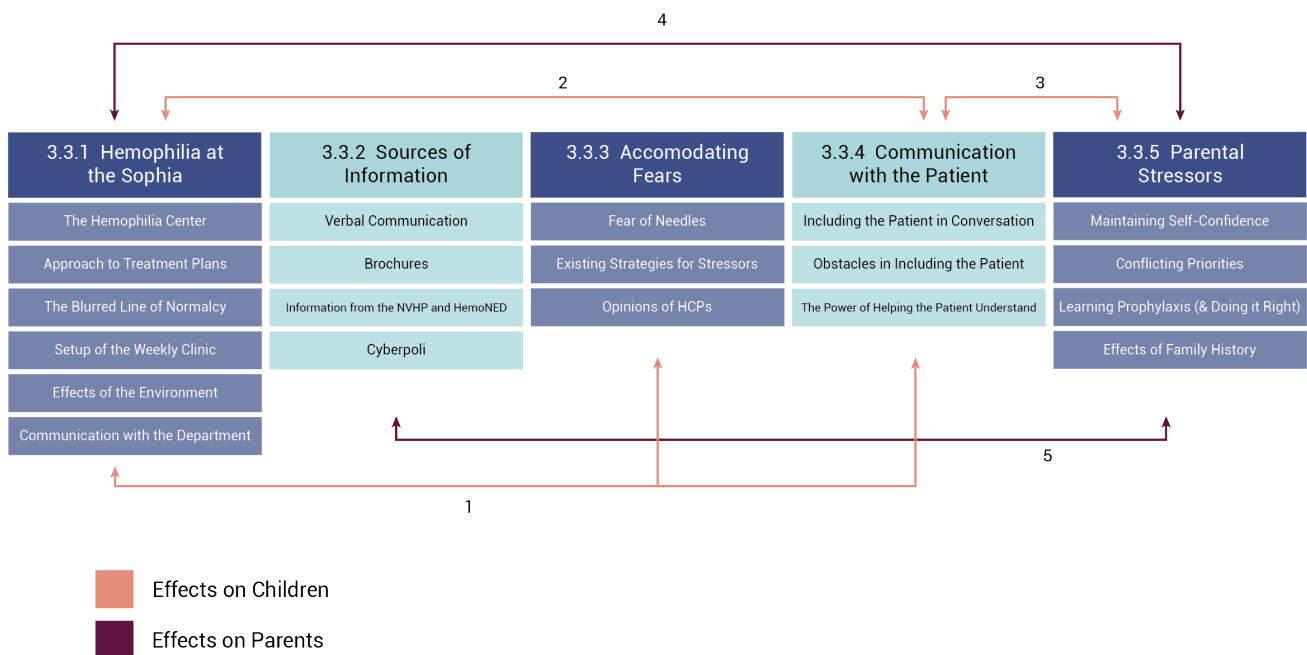 4
2
3
3.3.1 Hemophilia at
the Sophia
The Hemophilia Center
Approach to Treatment Plans
The Blurred Line of Normalcy
Setup of the Weekly Clinic
Effects of the Environment
Communication with the Department
3.3.2 Sources of
Information
Verbal Communication
Brochures
Information from the NVHP and HemoNED
Cyberpoli
3.3.3 Accomodating
Fears
Fear of Needles
Existing Strategies for Stressors
Opinions of HCPs
3.3.4 Communication
with the Patient
Including the Patient in Conversation
Obstacles in Including the Patient
The Power of Helping the Patient Understand
3.3.5 Parental
Stressors
Maintaining Self-Confidence
Conflicting Priorities
Learning Prophylaxis (& Doing it Right)
Effects of Family History
5
1
Effects on Children
Effects on Parents